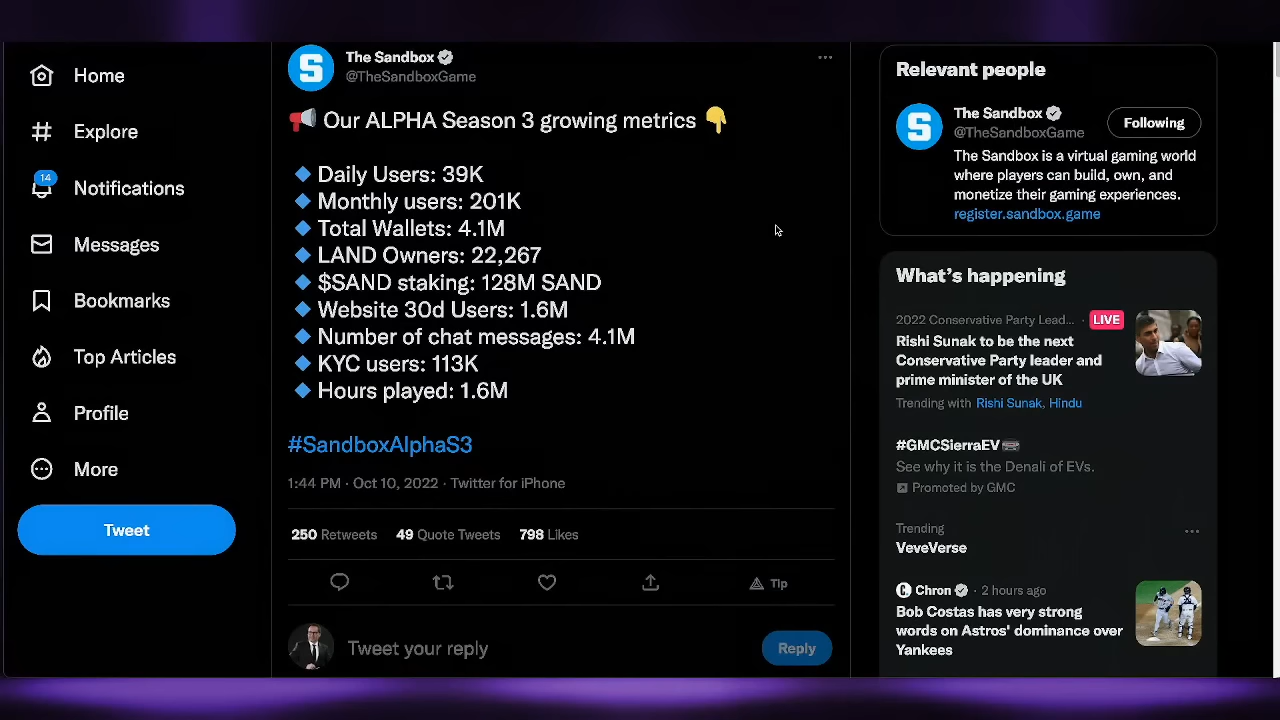 Home
Explore
14
Notifications
Messages
Bookmarks
Top Articles
Profile
More
Tweet
S
The Sandbox
@TheSandboxGame
📢 Our ALPHA Season 3 growing metrics 👇
🔹 Daily Users: 39K
🔹 Monthly users: 201K
🔹 Total Wallets: 4.1M
🔹 LAND Owners: 22,267
🔹 $SAND staking: 128M SAND
🔹 Website 30d Users: 1.6M
🔹 Number of chat messages: 4.1M
🔹 KYC users: 113K
🔹 Hours played: 1.6M
#SandboxAlphaS3
1:44 PM · Oct 10, 2022 · Twitter for iPhone
250 Retweets 49 Quote Tweets 798 Likes
Tip
Tweet your reply
Reply
Relevant people
S
The Sandbox
@TheSandboxGame
Following
The Sandbox is a virtual gaming world
where players can build, own, and
monetize their gaming experiences.
register.sandbox.game
What's happening
2022 Conservative Party Lead... · LIVE
Rishi Sunak to be the next
Conservative Party leader and
prime minister of the UK
Trending with Rishi Sunak, Hindu
#GMCSierraEV
See why it is the Denali of EVs.
Promoted by GMC
Trending
VeveVerse
Chron · 2 hours ago
Bob Costas has very strong
words on Astros' dominance over
Yankees